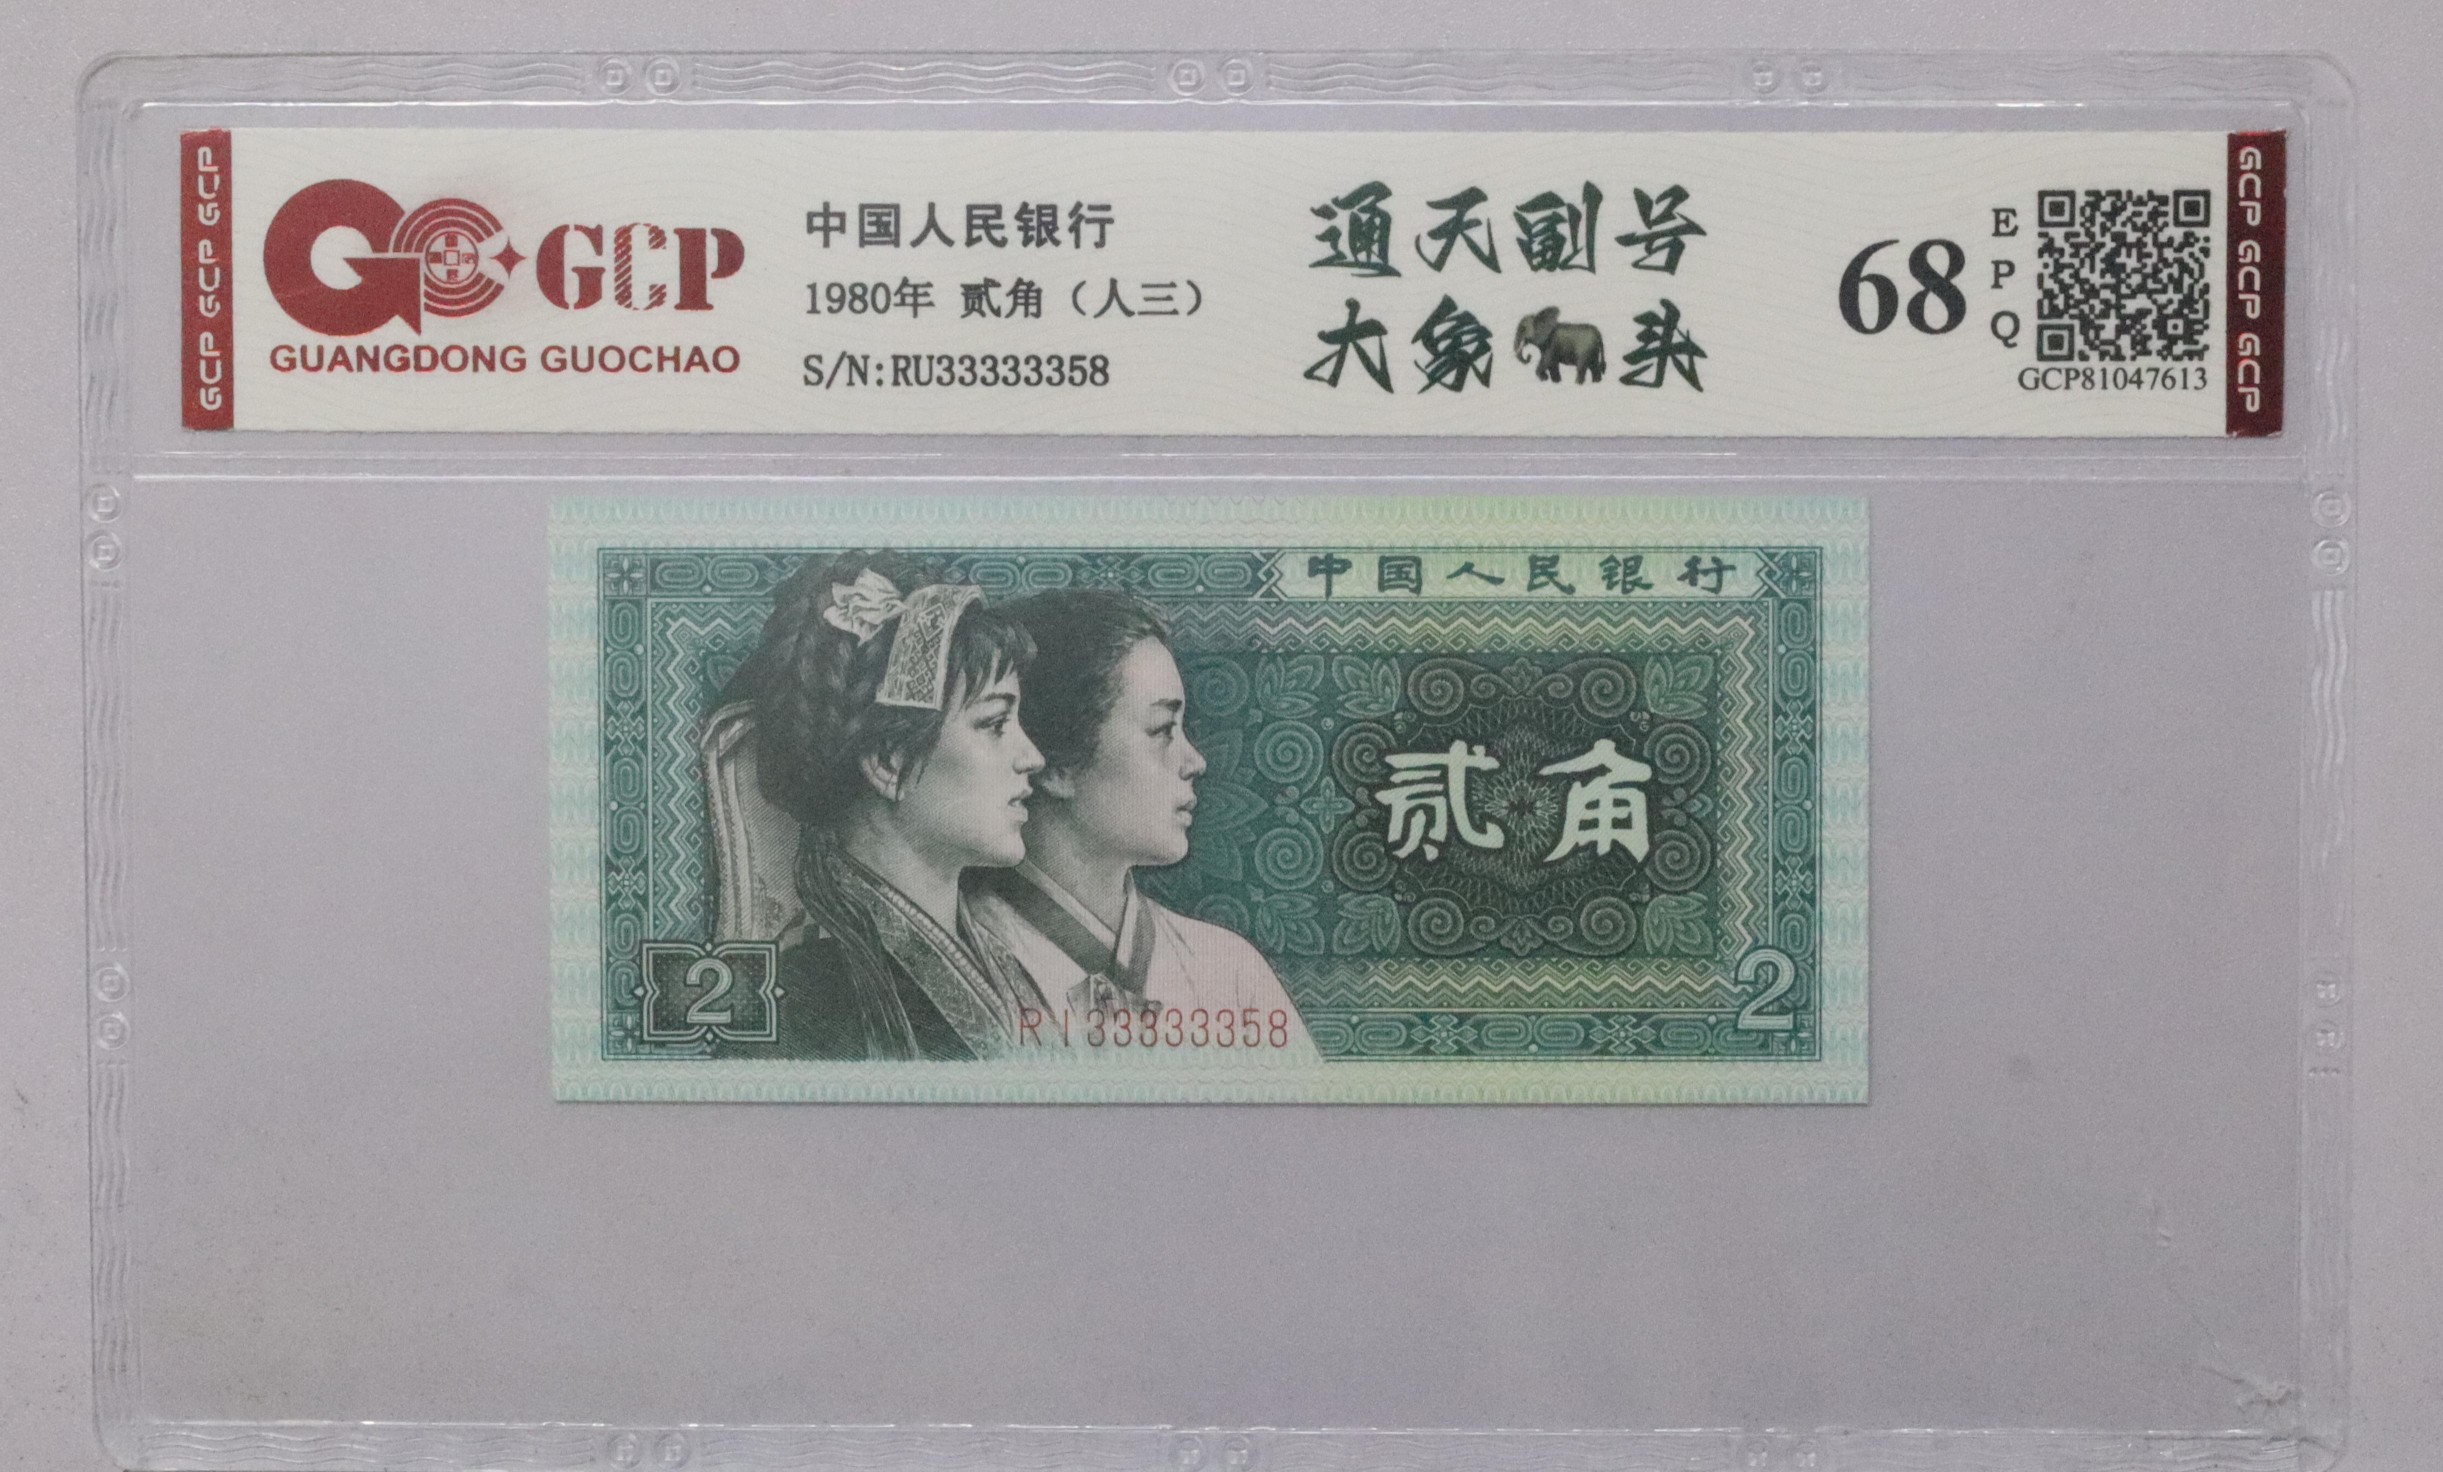 GCP GCP GCP
GCP
GUANGDONG GUOCHAO
中国人民银行
1980年 贰角（人三）
S/N:RU33333358
通天副号
大象🐘头
68
EPQ
GCP81047613
GCP GCP GCP
中国人民银行
贰角
2
RI33333358
2